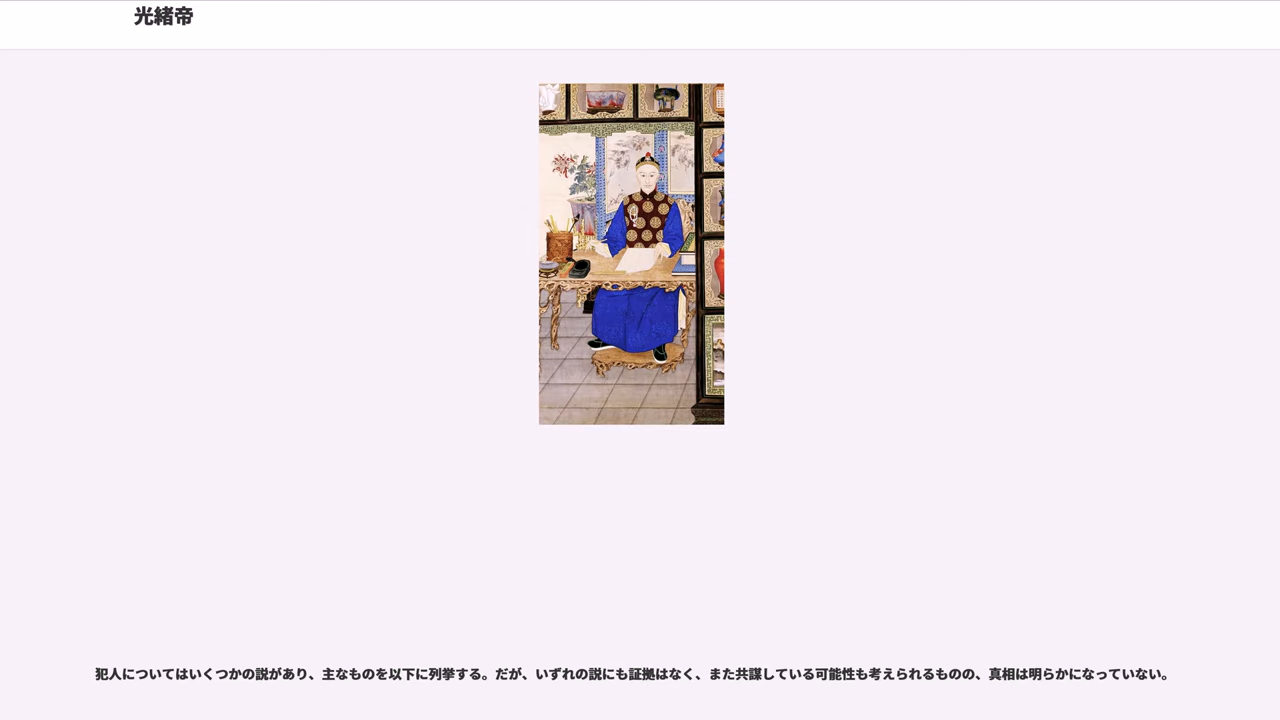 光緒帝
犯人についてはいくつかの説があり、主なものを以下に列挙する。だが、いずれの説にも証拠はなく、また共謀している可能性も考えられるものの、真相は明らかになっていない。